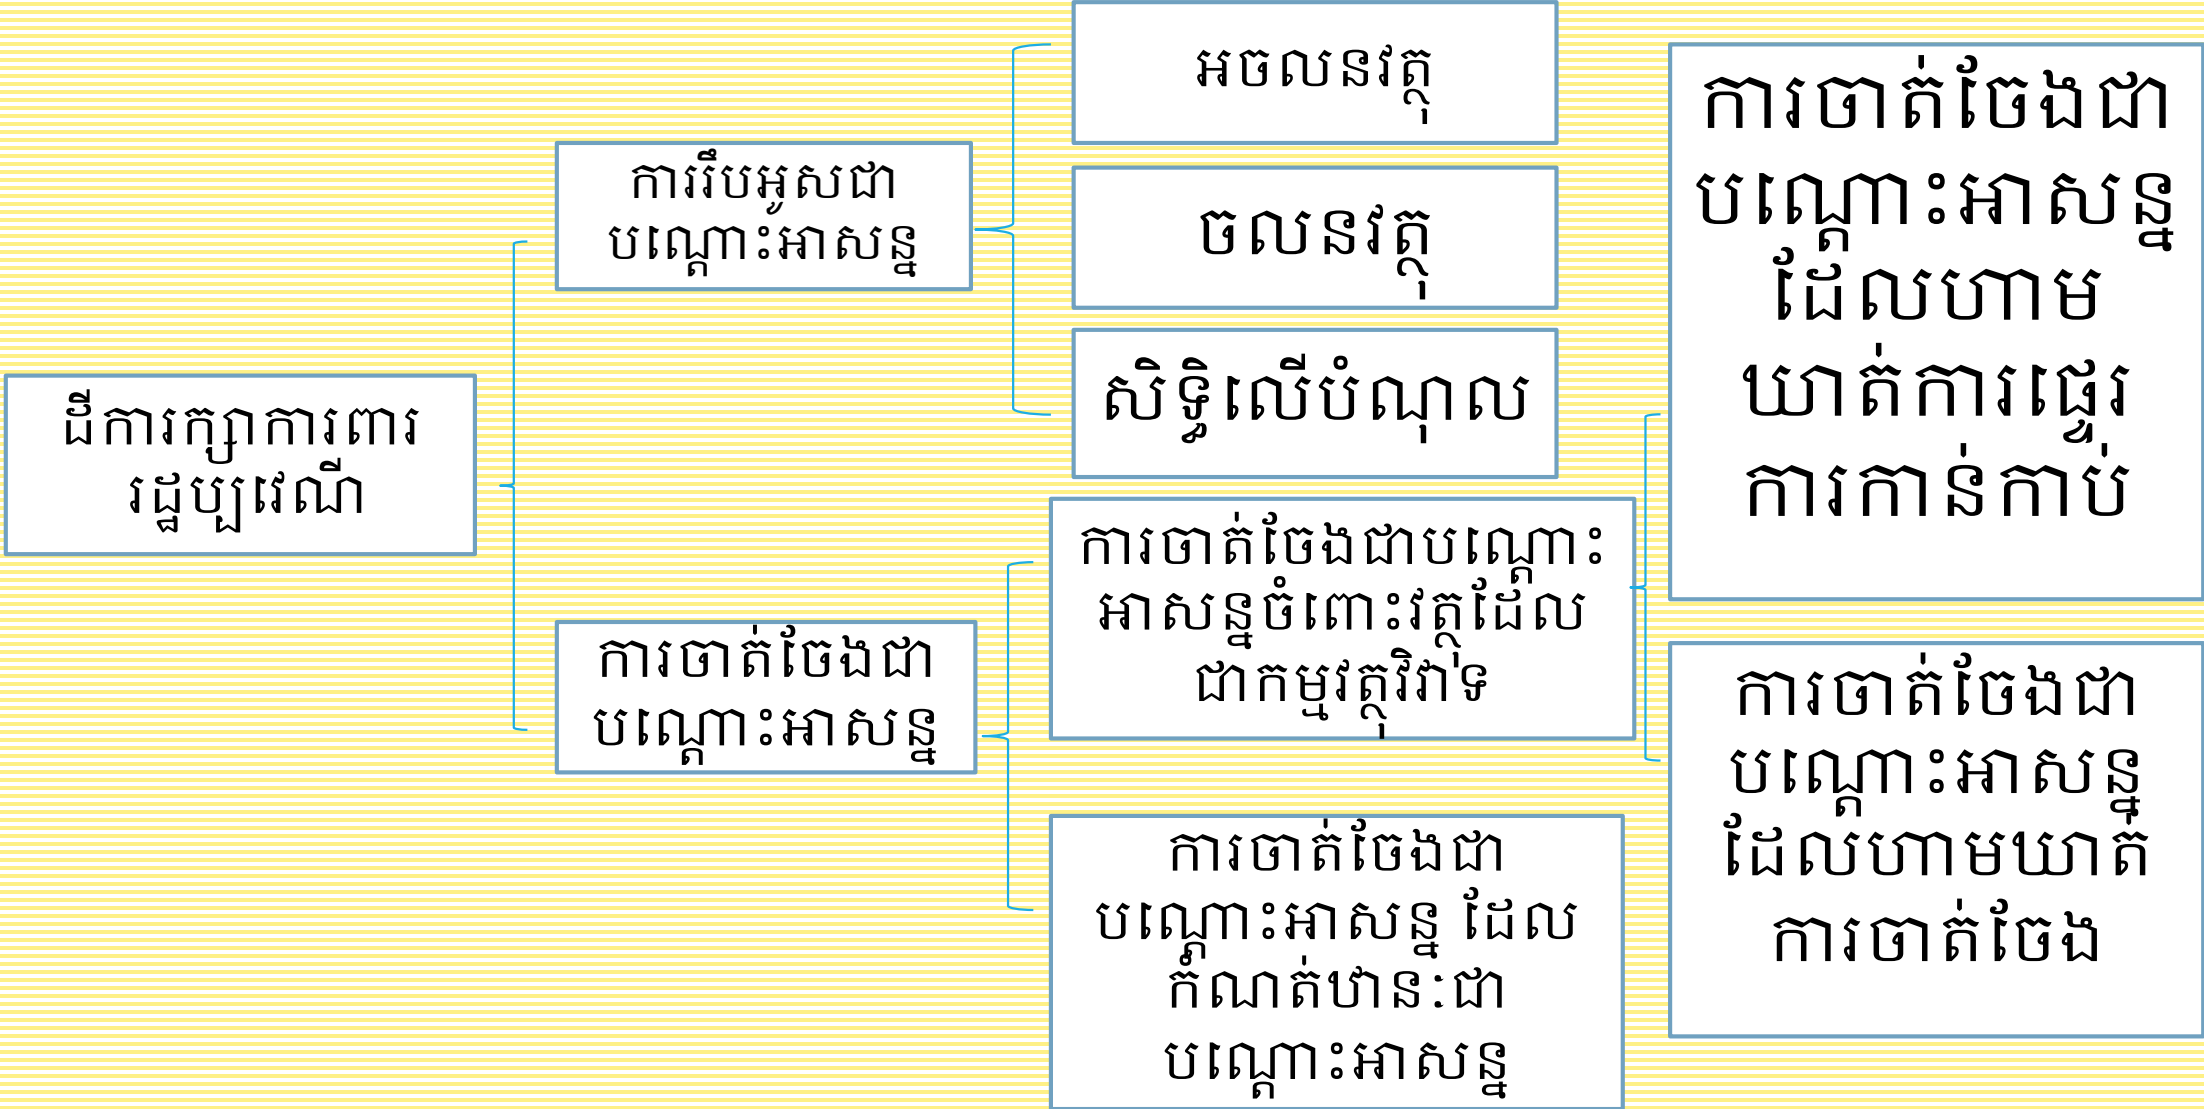 ដីការក្សាការពារ
រដ្ឋប្បវេណី
ការរឹបអូសជា
បណ្ដោះអាសន្ន
អចលនវត្ថុ
ចលនវត្ថុ
សិទ្ធិលើបំណុល
ការចាត់ចែងជា
បណ្ដោះអាសន្ន
ការចាត់ចែងជាបណ្ដោះ
អាសន្នចំពោះវត្ថុដែល
ជាកម្មវត្ថុវិវាទ
ការចាត់ចែងជា
បណ្ដោះអាសន្ន
ដែលហាម
ឃាត់ការផ្ទេរ
ការកាន់កាប់
ការចាត់ចែងជា
បណ្ដោះអាសន្ន
ដែលហាមឃាត់
ការចាត់ចែង
ការចាត់ចែងជា
បណ្ដោះអាសន្ន ដែល
កំណត់ឋានៈជា
បណ្ដោះអាសន្ន